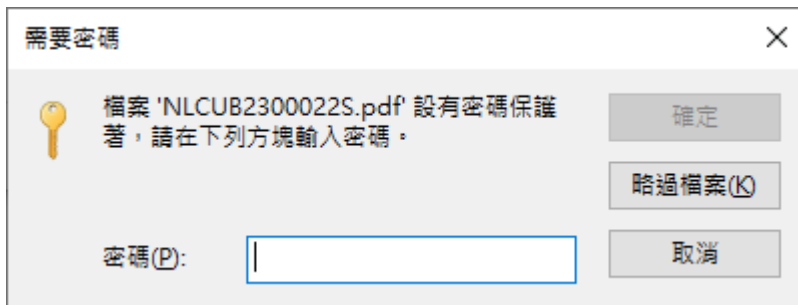 需要密碼
檔案 'NLCUB2300022S.pdf' 設有密碼保護
著，請在下列方塊輸入密碼。
確定
略過檔案(K)
密碼(P):
取消